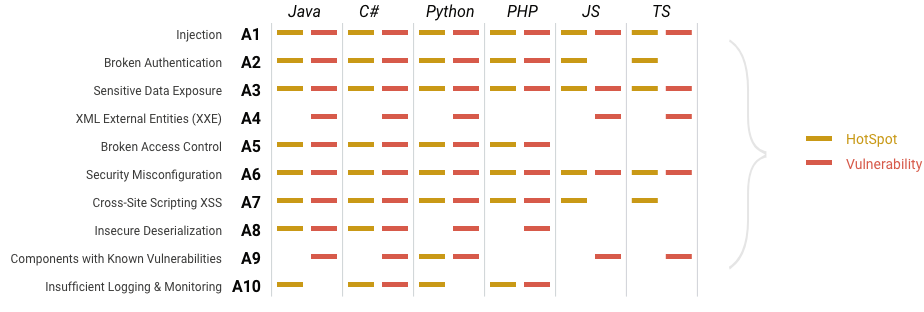 Java C# Python PHP JS TS
Injection A1
Broken Authentication A2
Sensitive Data Exposure A3
XML External Entities (XXE) A4
Broken Access Control A5
Security Misconfiguration A6
Cross-Site Scripting XSS A7
Insecure Deserialization A8
Components with Known Vulnerabilities A9
Insufficient Logging & Monitoring A10
HotSpot
Vulnerability